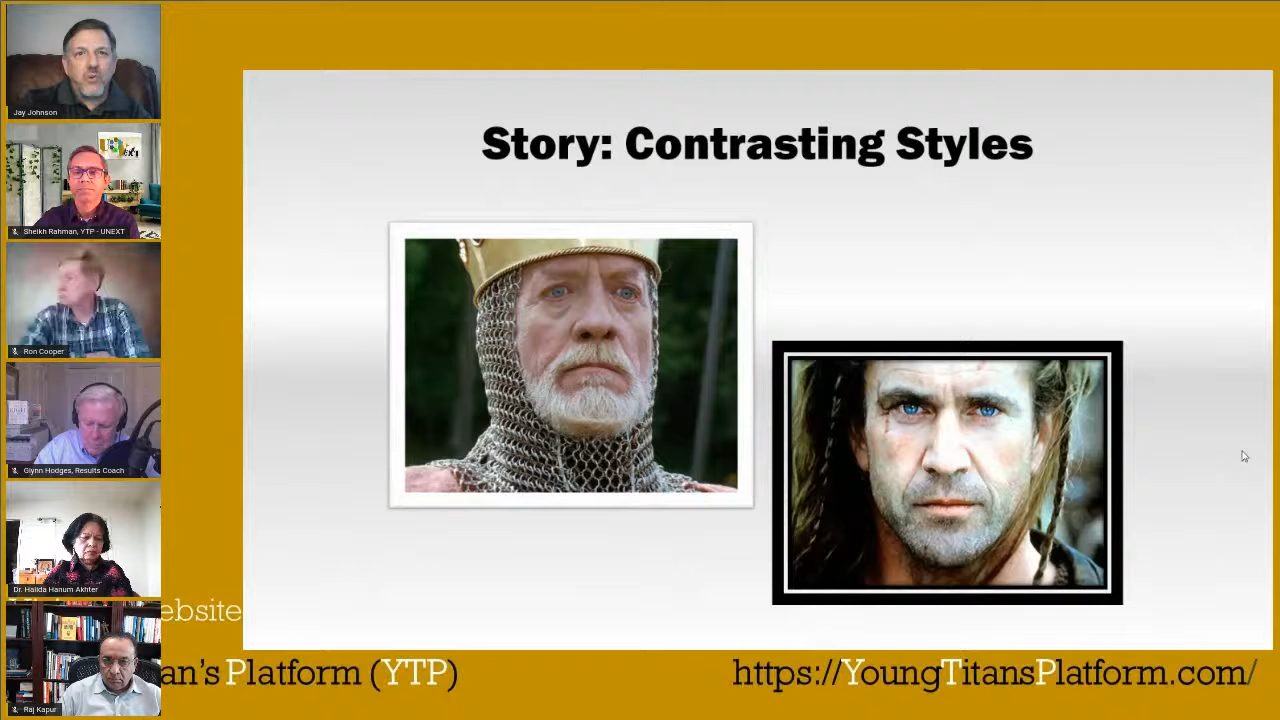 Jay Johnson
Sheikh Rahman, YTP - UNEXT
Ron Cooper
Glynn Hodges, Results Coach
Dr. Halida Hanum Akhter
Raj Kapur
Story: Contrasting Styles
ebsite
an's Platform (YTP)
https://YoungTitansPlatform.com/